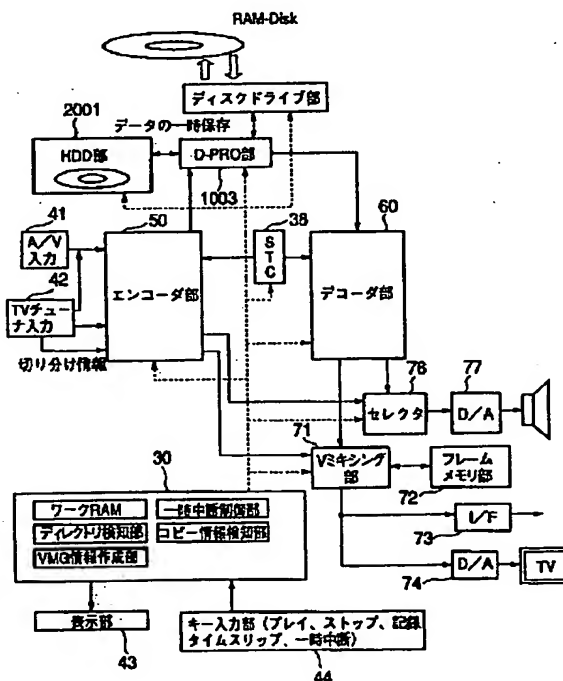 RAM-Disk
ディスクドライブ部
2001
データの一時保存
HDD部
D-PRO部
1003
41
A/V
入力
42
TVチューナ入力
切り分け情報
50
エンコーダ部
38
STC
60
デコーダ部
76
セレクタ
77
D/A
71
Vミキシング
部
フレーム
メモリ部
72
I/F
73
D/A
74
TV
30
ワークRAM
一時中断制御部
ディレクトリ検知部
コピー情報検知部
VMG情報作成部
表示部
43
キー入力部(プレイ、ストップ、記録
タイムスリップ、一時中断)
44